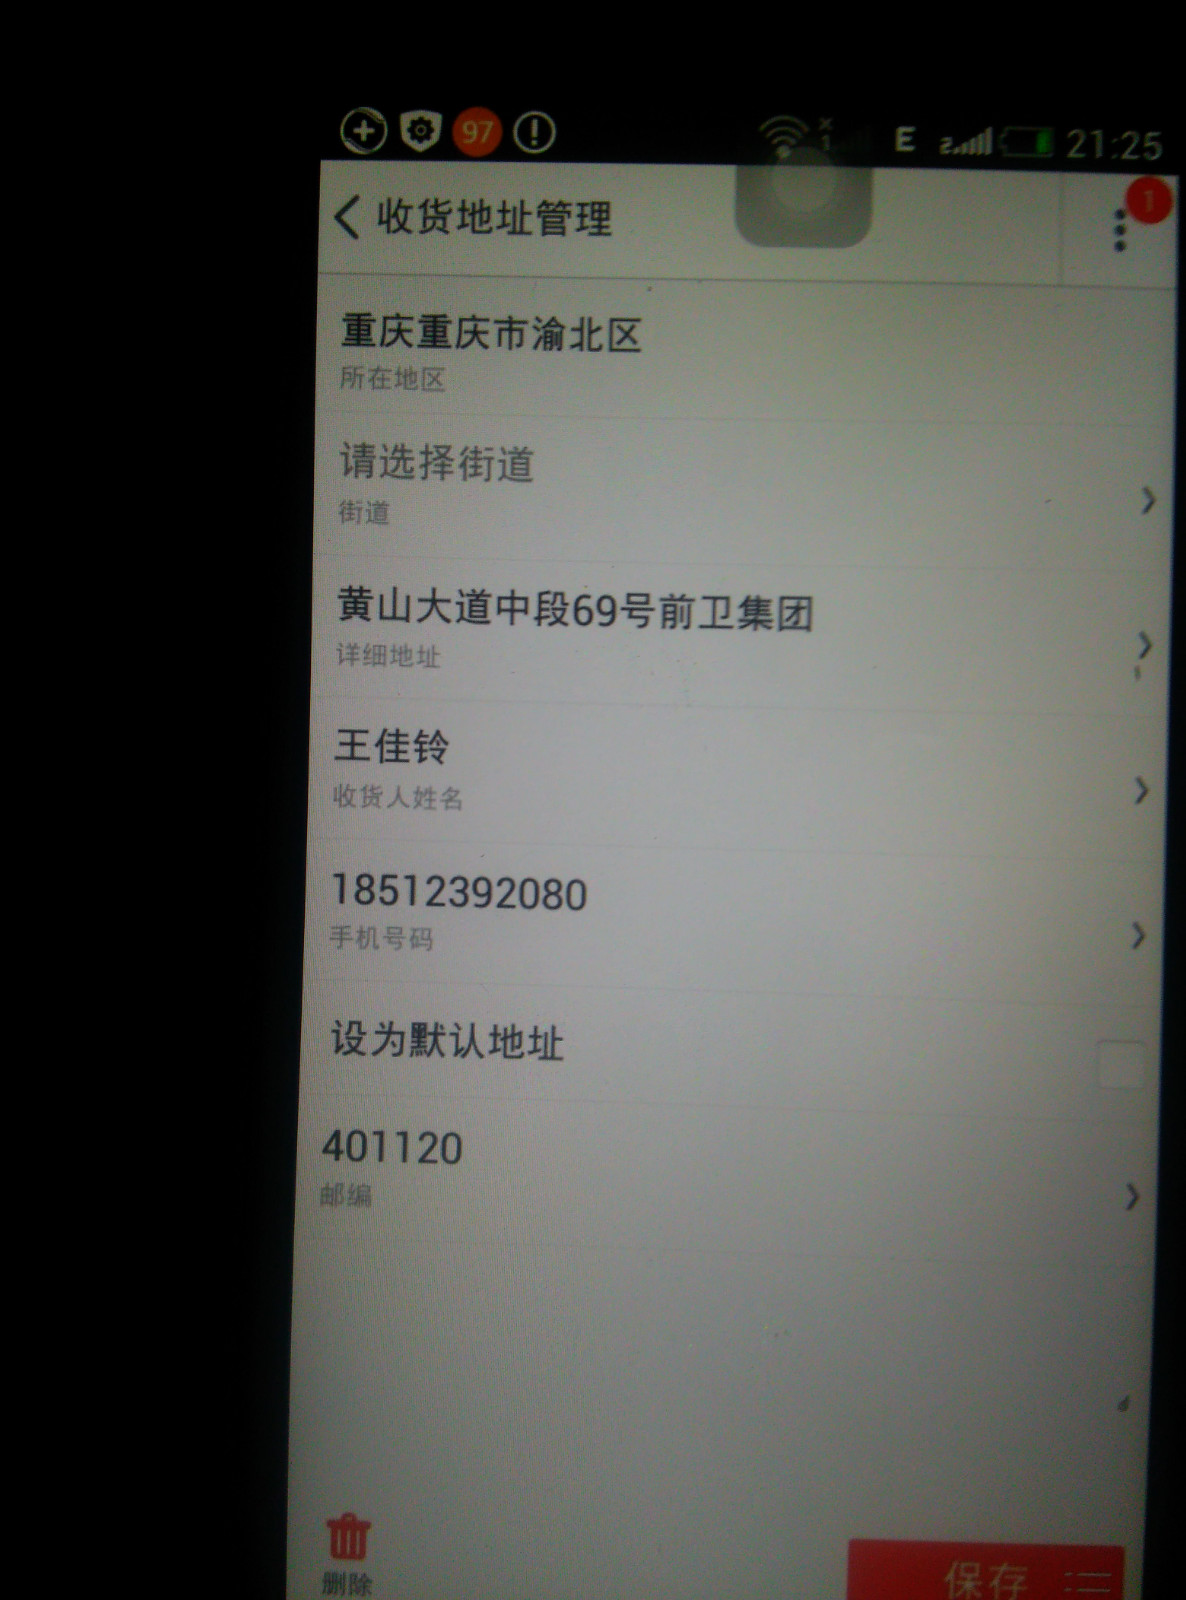 97
E
21:25
收货地址管理
1
重庆重庆市渝北区
所在地区
请选择街道
街道
黄山大道中段69号前卫集团
详细地址
王佳铃
收货人姓名
18512392080
手机号码
设为默认地址
401120
邮编
删除
保存